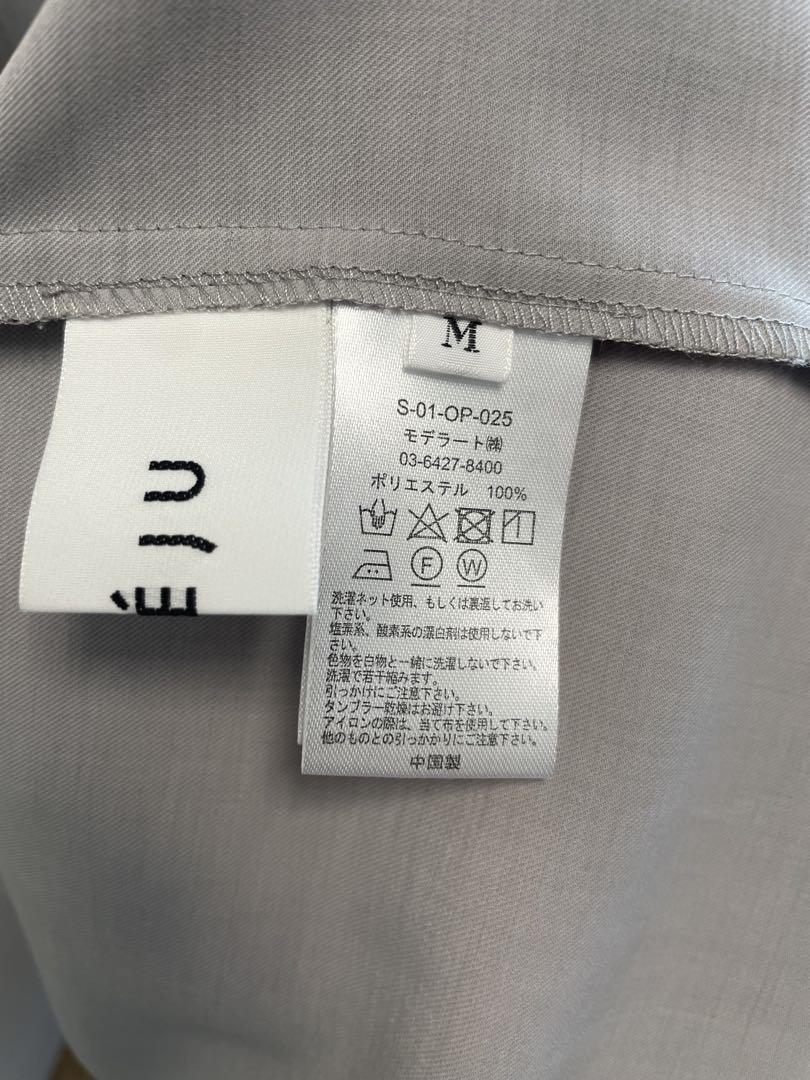 M
S-01-OP-025
モデラート㈱
03-6427-8400
ポリエステル 100%
F W
洗濯ネット使用、もしくは裏返してお洗い
下さい。
塩素系、酸素系の漂白剤は使用しないで下
さい。
色物を白物と一緒に洗濯しないで下さい。
洗濯で若干縮みます。
引っかけにご注意下さい。
タンブラー乾燥はお避け下さい。
アイロンの際は、当て布を使用して下さい。
他のものとの引っかかりにご注意下さい。
中国製